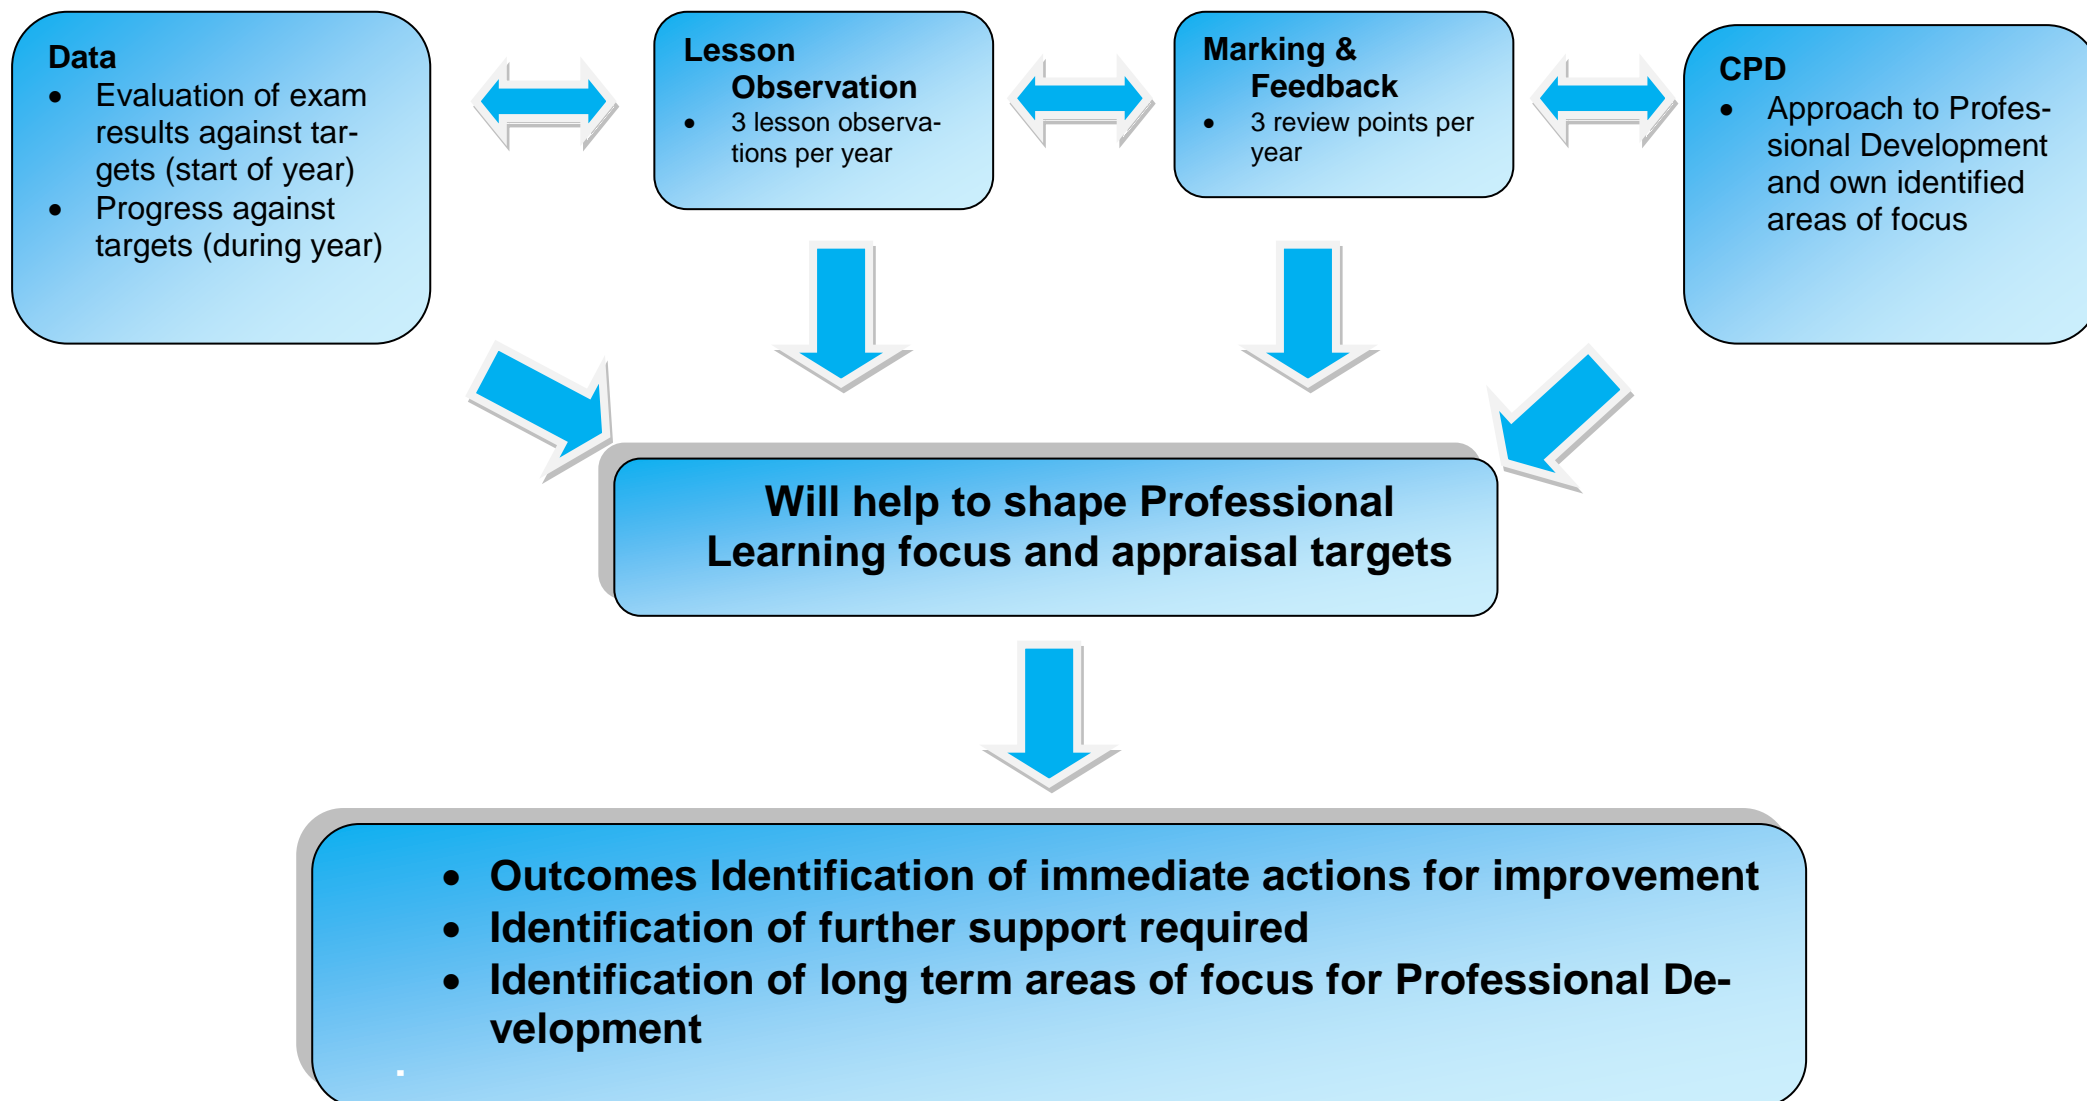 Data
• Evaluation of exam
results against tar-
gets (start of year)
• Progress against
targets (during year)
Lesson
Observation
• 3 lesson observa-
tions per year
Marking &
Feedback
• 3 review points per
year
CPD
• Approach to Profes-
sional Development
and own identified
areas of focus
Will help to shape Professional
Learning focus and appraisal targets
• Outcomes Identification of immediate actions for improvement
• Identification of further support required
• Identification of long term areas of focus for Professional De-
velopment